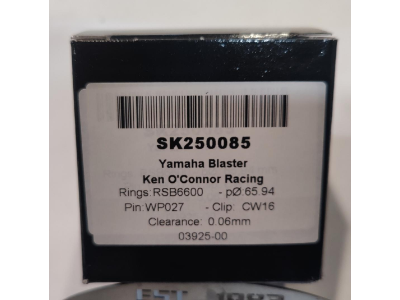 SK250085
Yamaha Blaster
Ken O'Connor Racing
Rings:RSB6600 - pØ:65.94
Pin:WP027 - Clip: CW16
Clearance: 0.06mm
03925-00